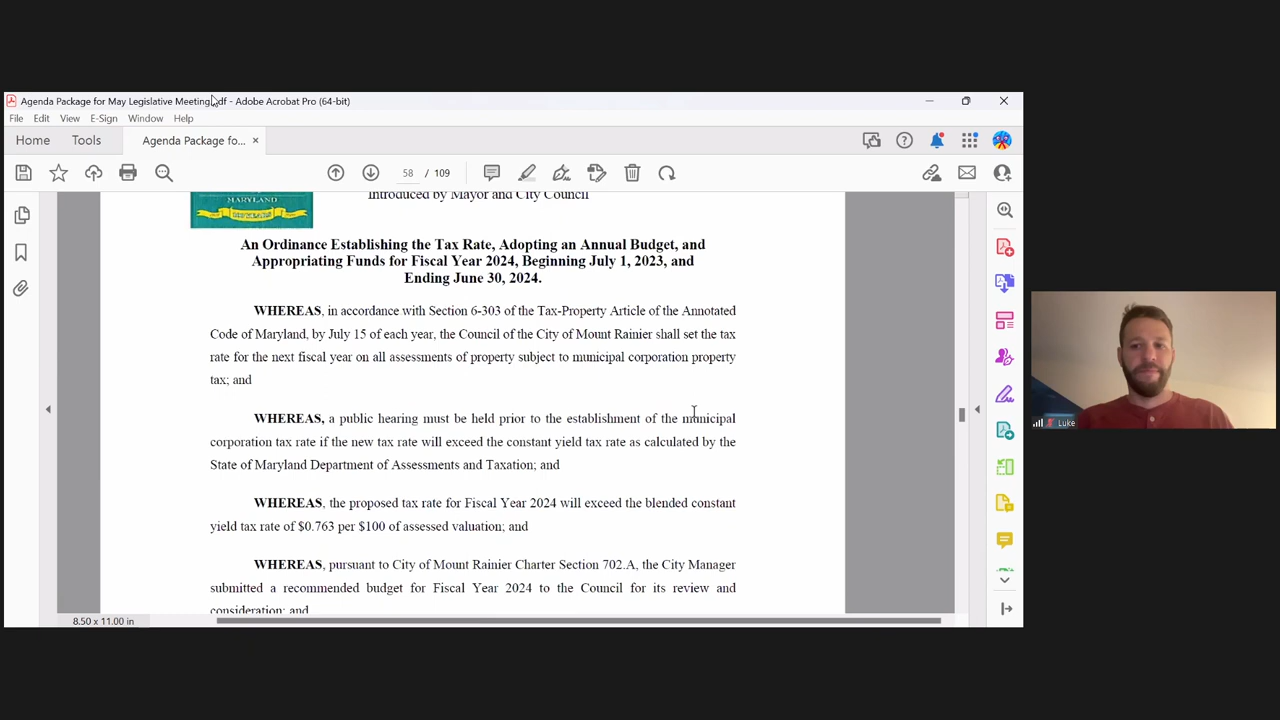 Agenda Package for May Legislative Meeting.pdf - Adobe Acrobat Pro (64-bit)
File Edit View E-Sign Window Help
Home Tools Agenda Package fo... ×
58 / 109
MARYLAND
Introduced by Mayor and City Council
An Ordinance Establishing the Tax Rate, Adopting an Annual Budget, and
Appropriating Funds for Fiscal Year 2024, Beginning July 1, 2023, and
Ending June 30, 2024.
WHEREAS, in accordance with Section 6-303 of the Tax-Property Article of the Annotated
Code of Maryland, by July 15 of each year, the Council of the City of Mount Rainier shall set the tax
rate for the next fiscal year on all assessments of property subject to municipal corporation property
tax; and
WHEREAS, a public hearing must be held prior to the establishment of the municipal
corporation tax rate if the new tax rate will exceed the constant yield tax rate as calculated by the
State of Maryland Department of Assessments and Taxation; and
WHEREAS, the proposed tax rate for Fiscal Year 2024 will exceed the blended constant
yield tax rate of $0.763 per $100 of assessed valuation; and
WHEREAS, pursuant to City of Mount Rainier Charter Section 702.A, the City Manager
submitted a recommended budget for Fiscal Year 2024 to the Council for its review and
consideration; and
8.50 x 11.00 in
Luke